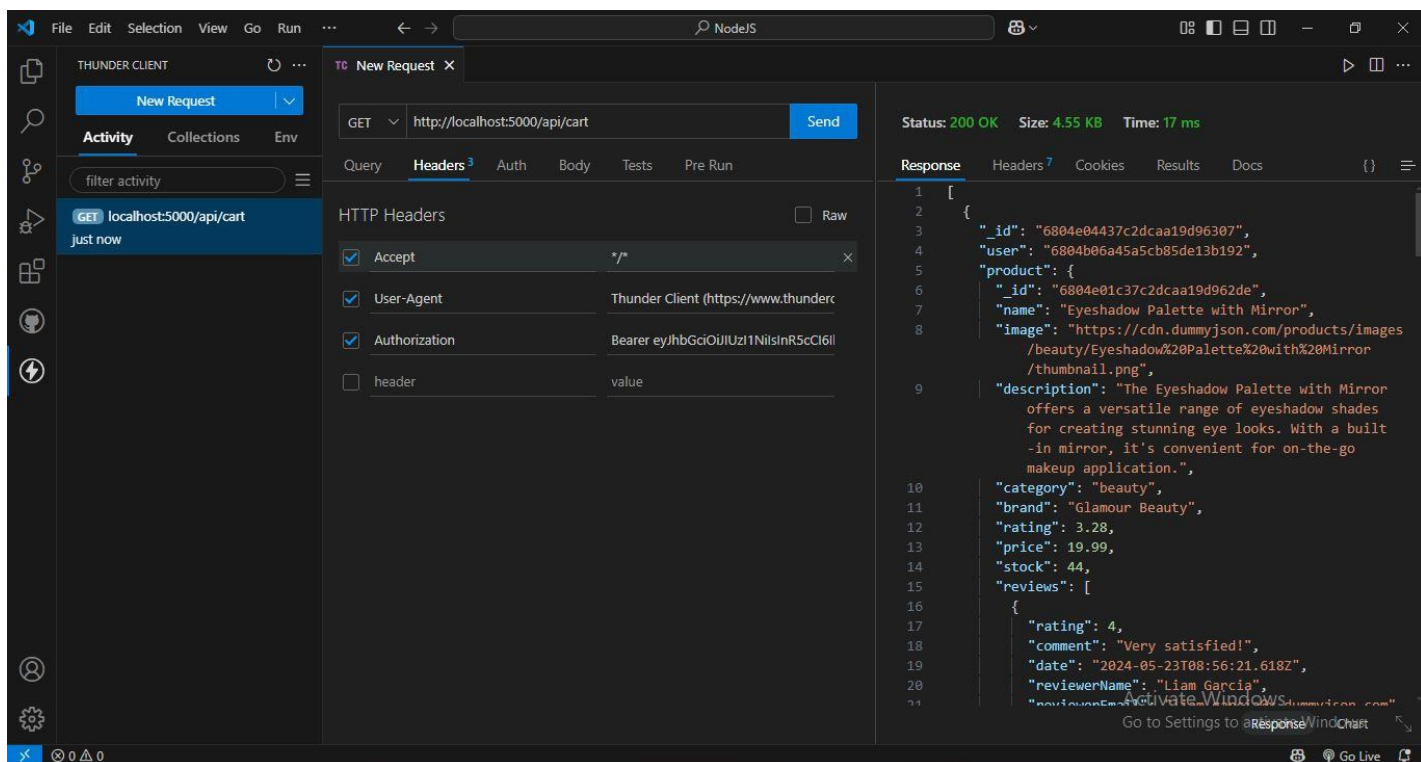 File Edit Selection View Go Run ··· NodeJS
THUNDER CLIENT
New Request
Activity Collections Env
filter activity
GET localhost:5000/api/cart
just now
TC New Request
GET http://localhost:5000/api/cart Send
Query Headers 3 Auth Body Tests Pre Run
HTTP Headers Raw
Accept */*
User-Agent Thunder Client (https://www.thunderc
Authorization Bearer
header value
Status: 200 OK Size: 4.55 KB Time: 17 ms
Response Headers 7 Cookies Results Docs {}
1 [
2 {
3 "_id": "6804e04437c2dcaa19d96307",
4 "user": "6804b06a45a5cb85de13b192",
5 "product": {
6 "_id": "6804e01c37c2dcaa19d962de",
7 "name": "Eyeshadow Palette with Mirror",
8 "image": "https://cdn.dummyjson.com/products/images
/beauty/Eyeshadow%20Palette%20with%20Mirror
/thumbnail.png",
9 "description": "The Eyeshadow Palette with Mirror
offers a versatile range of eyeshadow shades
for creating stunning eye looks. With a built
-in mirror, it's convenient for on-the-go
makeup application.",
10 "category": "beauty",
11 "brand": "Glamour Beauty",
12 "rating": 3.28,
13 "price": 19.99,
14 "stock": 44,
15 "reviews": [
16 {
17 "rating": 4,
18 "comment": "Very satisfied!",
19 "date": "2024-05-23T08:56:21.618Z",
20 "reviewerName": "Liam Garcia",
21
Activate Windows
Go to Settings to activate Windows.
Response Chart
0 0 Go Live